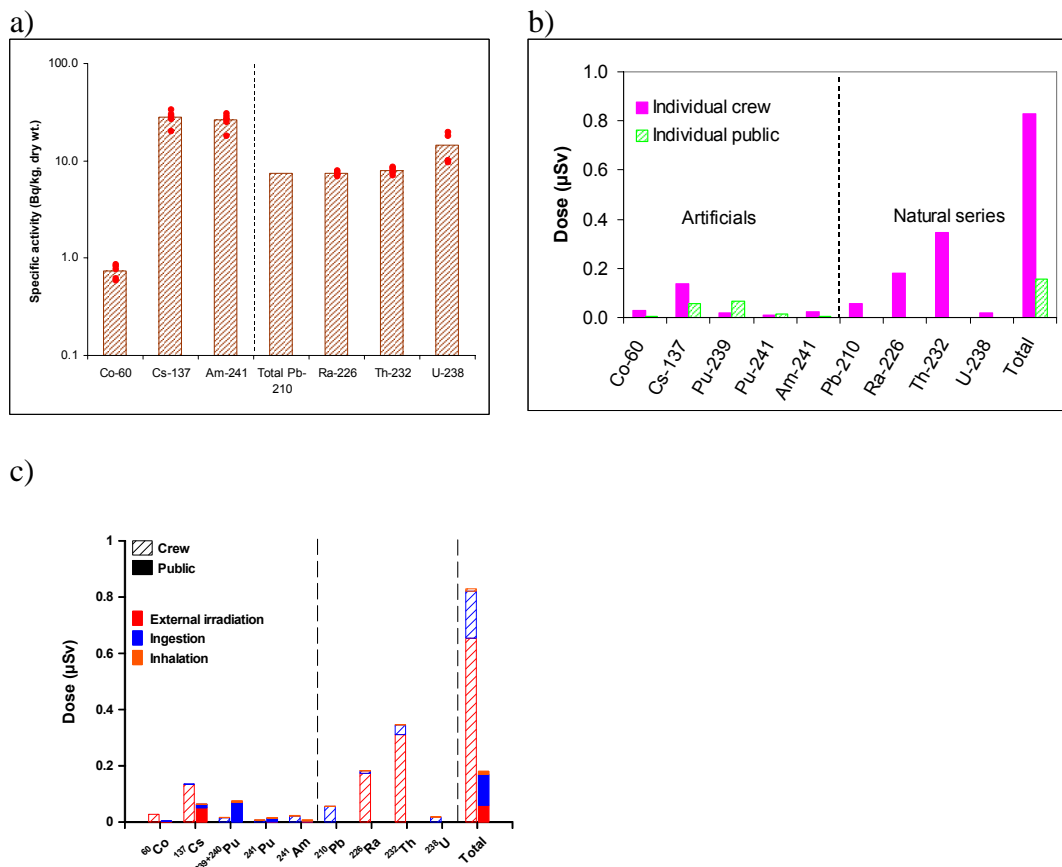 a)
100.0
10.0
1.0
0.1
Specific activity (Bq/kg, dry wt.)
Co-60
Cs-137
Am-241
Total Pb-
210
Ra-226
Th-232
U-238
b)
1.0
0.8
0.6
0.4
0.2
0.0
Dose (µSv)
Individual crew
Individual public
Artificials
Natural series
Co-60
Cs-137
Pu-239
Pu-241
Am-241
Pb-210
Ra-226
Th-232
U-238
Total
c)
1
0.8
0.6
0.4
0.2
0
Dose (µSv)
Crew
Public
External irradiation
Ingestion
Inhalation
⁶⁰Co
¹³⁷Cs
²³⁹⁺²⁴⁰Pu
²⁴¹Pu
²⁴¹Am
²¹⁰Pb
²²⁶Ra
²³²Th
²³⁸U
Total